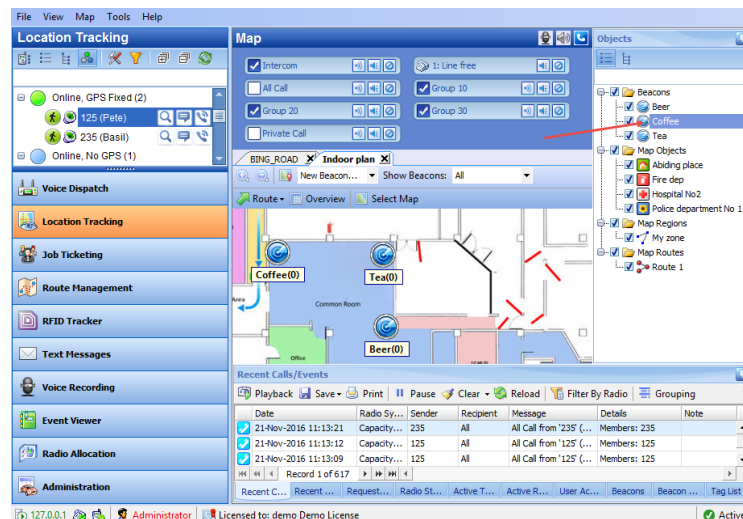 File View Map Tools Help
Location Tracking
Online, GPS Fixed (2)
125 (Pete)
235 (Basil)
Online, No GPS (1)
Voice Dispatch
Location Tracking
Job Ticketing
Route Management
RFID Tracker
Text Messages
Voice Recording
Event Viewer
Radio Allocation
Administration
Map
Intercom
1: Line free
All Call
Group 10
Group 20
Group 30
Private Call
BING_ROAD X Indoor plan X
New Beacon... Show Beacons: All
Route Overview Select Map
Coffee(0)
Tea(0)
Area
Common Room
Beer(0)
Office
Recent Calls/Events
Playback Save Print Pause Clear Reload Filter By Radio Grouping
Date Radio Sy... Sender Recipient Message Details Note
21-Nov-2016 11:13:21 Capacity... 235 All All Call from '235' (... Members: 235
21-Nov-2016 11:13:12 Capacity... 125 All All Call from '125' (... Members: 125
21-Nov-2016 11:13:09 Capacity... 125 All All Call from '125' (... Members: 125
Record 1 of 617
Recent C... Recent ... Request... Radio St... Active T... Active R... User Ac... Beacons Beacon ... Tag List
Objects
Beacons
Beer
Coffee
Tea
Map Objects
Abiding place
Fire dep
Hospital No2
Police department No 1
Map Regions
My zone
Map Routes
Route 1
127.0.0.1 Administrator Licensed to: demo Demo License Active